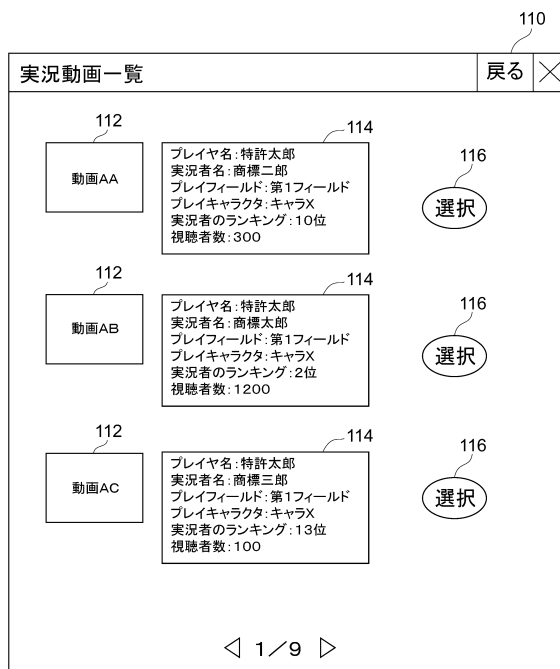 110
実況動画一覧
戻る
112
動画AA
114
プレイヤ名:特許太郎
実況者名:商標二郎
プレイフィールド:第1フィールド
プレイキャラクタ:キャラX
実況者のランキング:10位
視聴者数:300
116
選択
112
動画AB
114
プレイヤ名:特許太郎
実況者名:商標太郎
プレイフィールド:第1フィールド
プレイキャラクタ:キャラX
実況者のランキング:2位
視聴者数:1200
116
選択
112
動画AC
114
プレイヤ名:特許太郎
実況者名:商標三郎
プレイフィールド:第1フィールド
プレイキャラクタ:キャラX
実況者のランキング:13位
視聴者数:100
116
選択
1/9